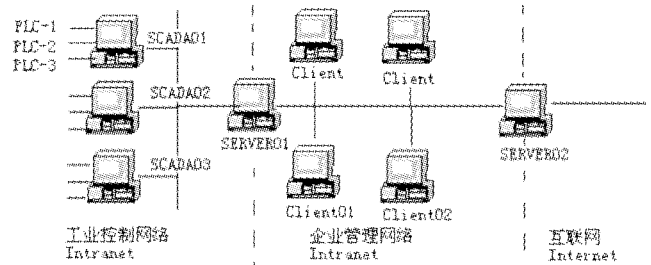 PLC-1
PLC-2
PLC-3
SCADA01
SCADA02
SCADA03
SERVER01
Client
Client
Client01
Client02
SERVER02
工业控制网络
Intranet
企业管理网络
Intranet
互联网
Internet